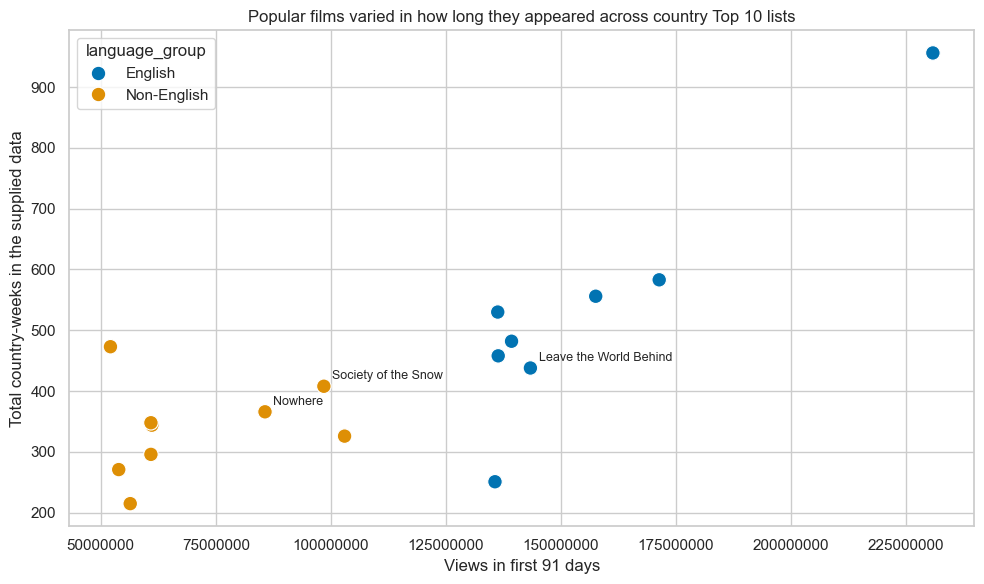 Popular films varied in how long they appeared across country Top 10 lists
language_group
English
Non-English
Total country-weeks in the supplied data
900
800
700
600
500
400
300
200
Leave the World Behind
Society of the Snow
Nowhere
50000000 75000000 100000000 125000000 150000000 175000000 200000000 225000000
Views in first 91 days